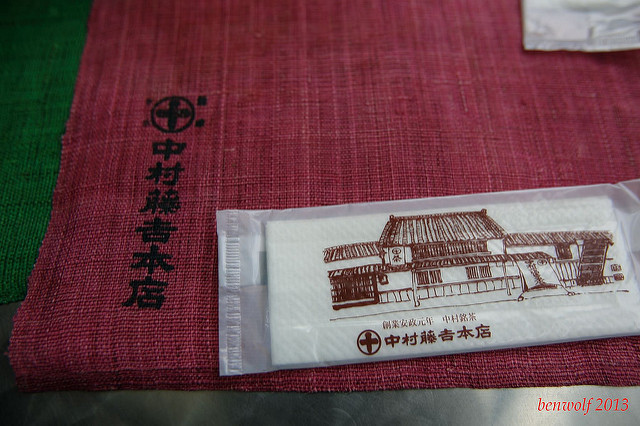 中村藤吉本店
創業安政元年 中村銘茶
中村藤吉本店
benwolf 2013